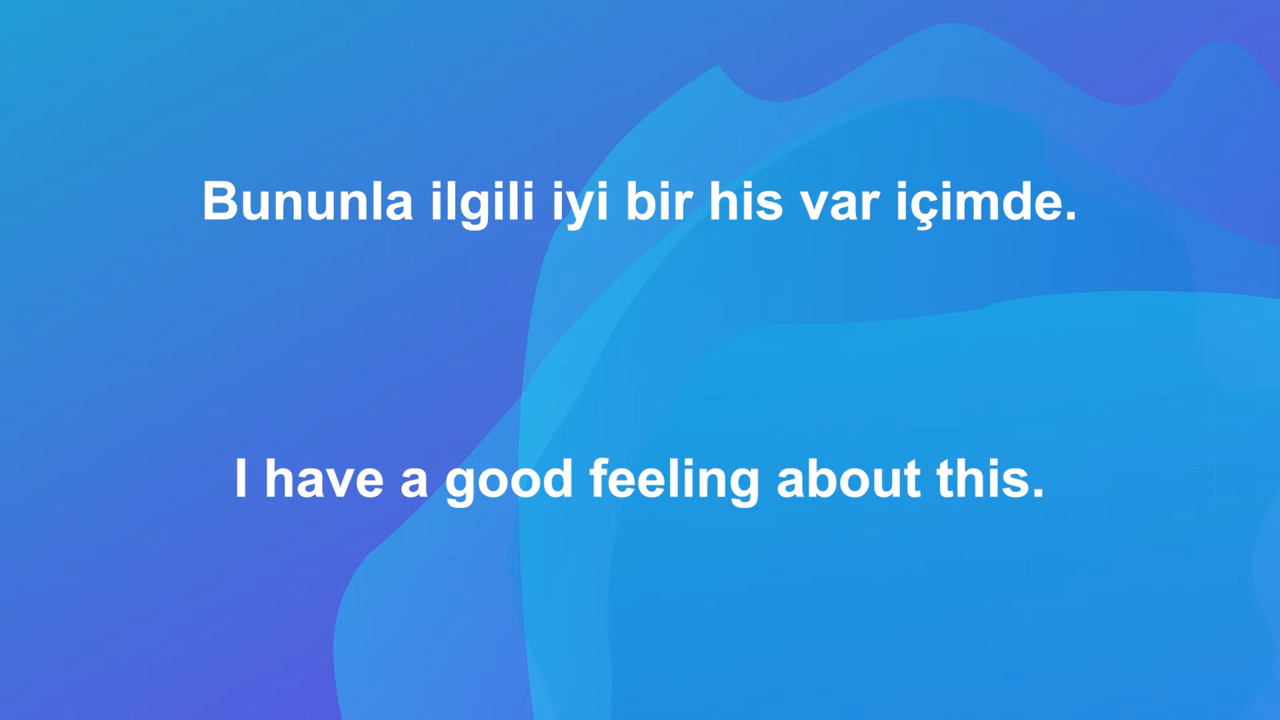 Bununla ilgili iyi bir his var içimde.
I have a good feeling about this.